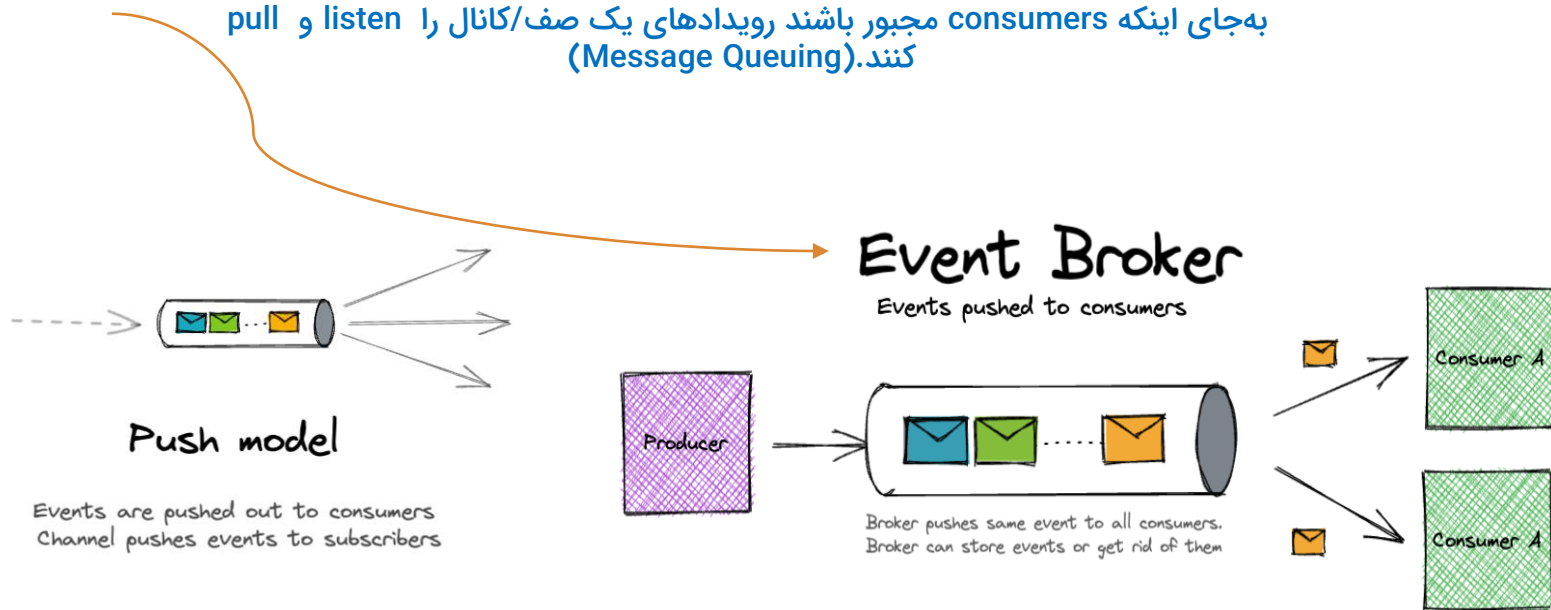 به‌جای اینکه consumers مجبور باشند رویدادهای یک صف/کانال را listen و pull
کنند.(Message Queuing)
Event Broker
Events pushed to consumers
Push model
Events are pushed out to consumers
Channel pushes events to subscribers
Producer
Broker pushes same event to all consumers.
Broker can store events or get rid of them
Consumer A
Consumer A